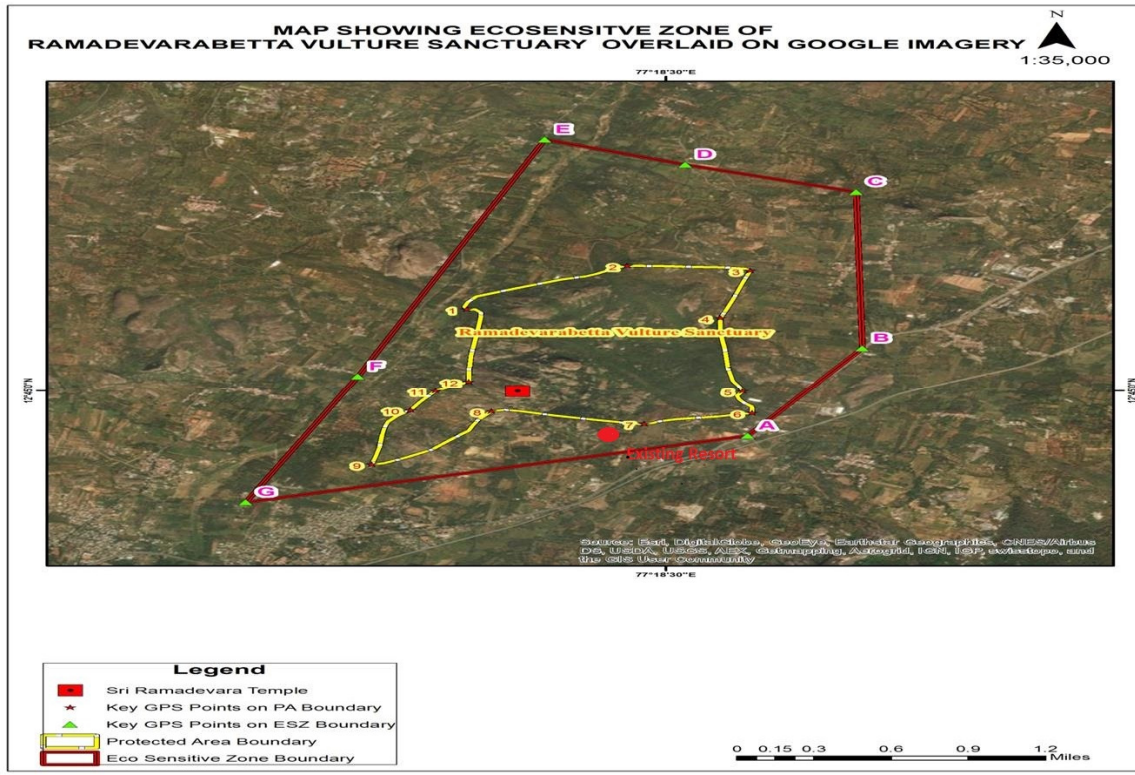 MAP SHOWING ECOSENSITVE ZONE OF
RAMADEVARABETTA VULTURE SANCTUARY OVERLAID ON GOOGLE IMAGERY
N
1:35,000
77°18'30"E
E
D
C
2
3
1
4
Ramadevarabetta Vulture Sanctuary
B
F
12°45'0"N
12
11
5
12°45'0"N
10
8
6
7
A
Existing Resort
9
G
Source: Esri, DigitalGlobe, GeoEye, Earthstar Geographics, CNES/Airbus
DS, USDA, USGS, AEX, Getmapping, Aerogrid, IGN, IGP, swisstopo, and
the GIS User Community
77°18'30"E
Legend
Sri Ramadevara Temple
Key GPS Points on PA Boundary
Key GPS Points on ESZ Boundary
Protected Area Boundary
Eco Sensitive Zone Boundary
0 0.15 0.3 0.6 0.9 1.2
Miles